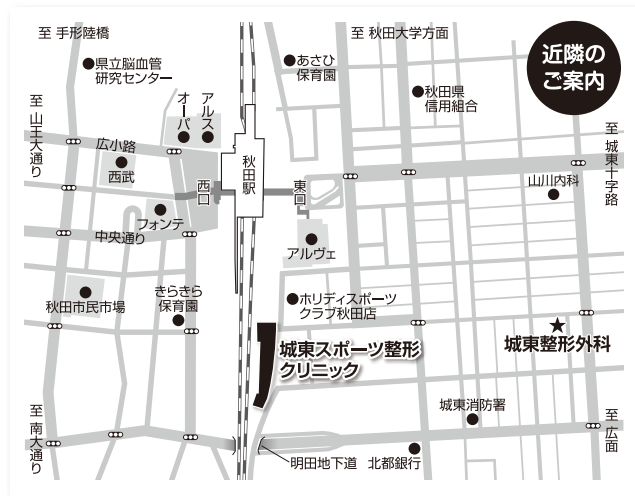 至 手形陸橋
至 秋田大学方面
近隣の
ご案内
県立脳血管
研究センター
あさひ
保育園
秋田県
信用組合
オーパ
アルス
至 山王大通り
広小路
西武
西口
秋田駅
東口
至 城東十字路
山川内科
フォンテ
中央通り
アルヴェ
秋田市民市場
きらきら
保育園
ホリディスポーツ
クラブ秋田店
城東スポーツ整形
クリニック
城東整形外科
城東消防署
至 南大通り
至 広面
明田地下道
北都銀行